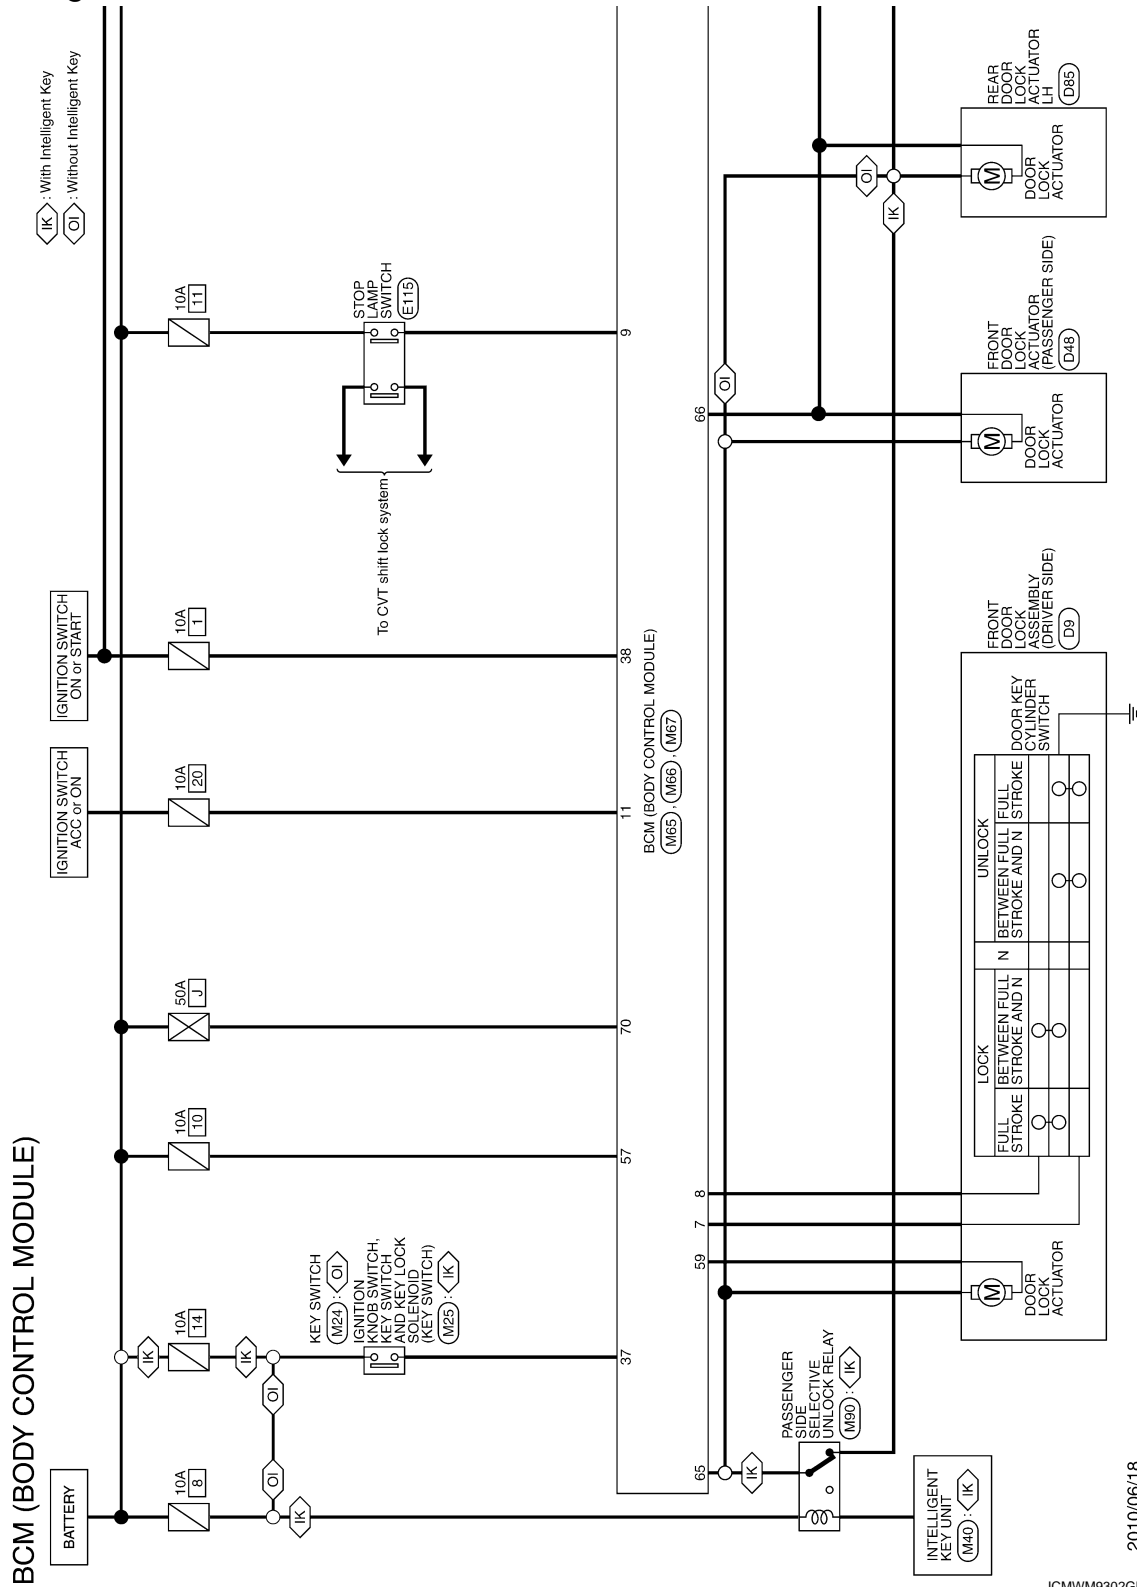 BCM (BODY CONTROL MODULE)
IK : With Intelligent Key
OI : Without Intelligent Key
BATTERY
IGNITION SWITCH
ACC or ON
IGNITION SWITCH
ON or START
10A
8
10A
14
10A
10
50A
J
10A
20
10A
1
10A
11
IK
IK
OI
OI
IK
KEY SWITCH
M24 : OI
IGNITION
KNOB SWITCH,
KEY SWITCH
AND KEY LOCK
SOLENOID
(KEY SWITCH)
M25 : IK
STOP
LAMP
SWITCH
E115
To CVT shift lock system
37
57
70
11
38
9
BCM (BODY CONTROL MODULE)
M65 , M66 , M67
65
59
7
8
66
IK
OI
OI
IK
PASSENGER
SIDE
SELECTIVE
UNLOCK RELAY
M90 : IK
INTELLIGENT
KEY UNIT
M40 : IK
M
DOOR
LOCK
ACTUATOR
LOCK
UNLOCK
FULL
STROKE
BETWEEN FULL
STROKE AND N
N
BETWEEN FULL
STROKE AND N
FULL
STROKE
DOOR KEY
CYLINDER
SWITCH
FRONT
DOOR
LOCK
ASSEMBLY
(DRIVER SIDE)
D9
M
DOOR
LOCK
ACTUATOR
FRONT
DOOR
LOCK
ACTUATOR
(PASSENGER SIDE)
D48
M
DOOR
LOCK
ACTUATOR
REAR
DOOR
LOCK
ACTUATOR
LH
D85
2010/06/18